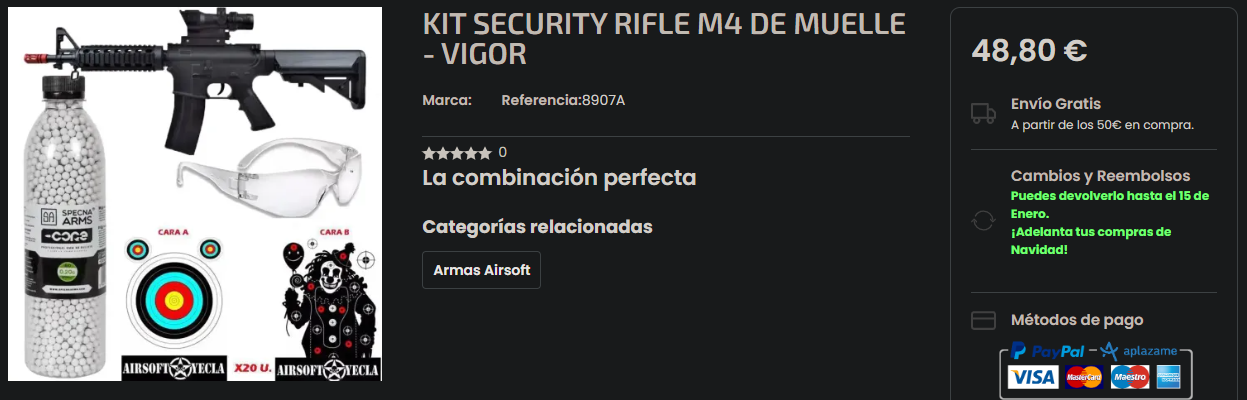 KIT SECURITY RIFLE M4 DE MUELLE
- VIGOR
Marca:
Referencia:8907A
0
La combinación perfecta
Categorías relacionadas
Armas Airsoft
48,80 €
Envío Gratis
A partir de los 50€ en compra.
Cambios y Reembolsos
Puedes devolverlo hasta el 15 de
Enero.
¡Adelanta tus compras de
Navidad!
Métodos de pago
PayPal
aplazame
VISA
MasterCard
Maestro
SA
SPECNA
ARMS
CORE
0.20g
CARA A
CARA B
AIRSOFT YECLA
X20 U.
AIRSOFT YECLA